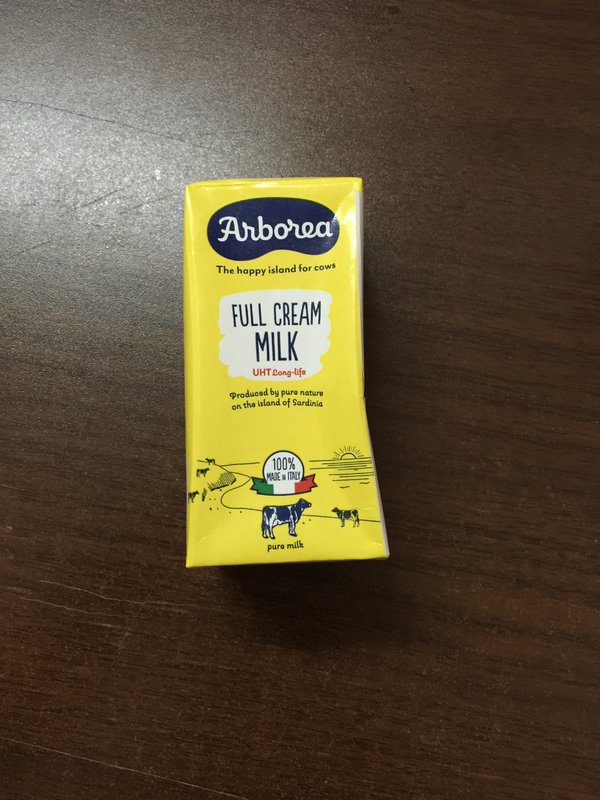 Arborea
The happy island for cows
FULL CREAM
MILK
UHT Long-life
Produced by pure nature
on the island of Sardinia
100%
MADE IN ITALY
pure milk